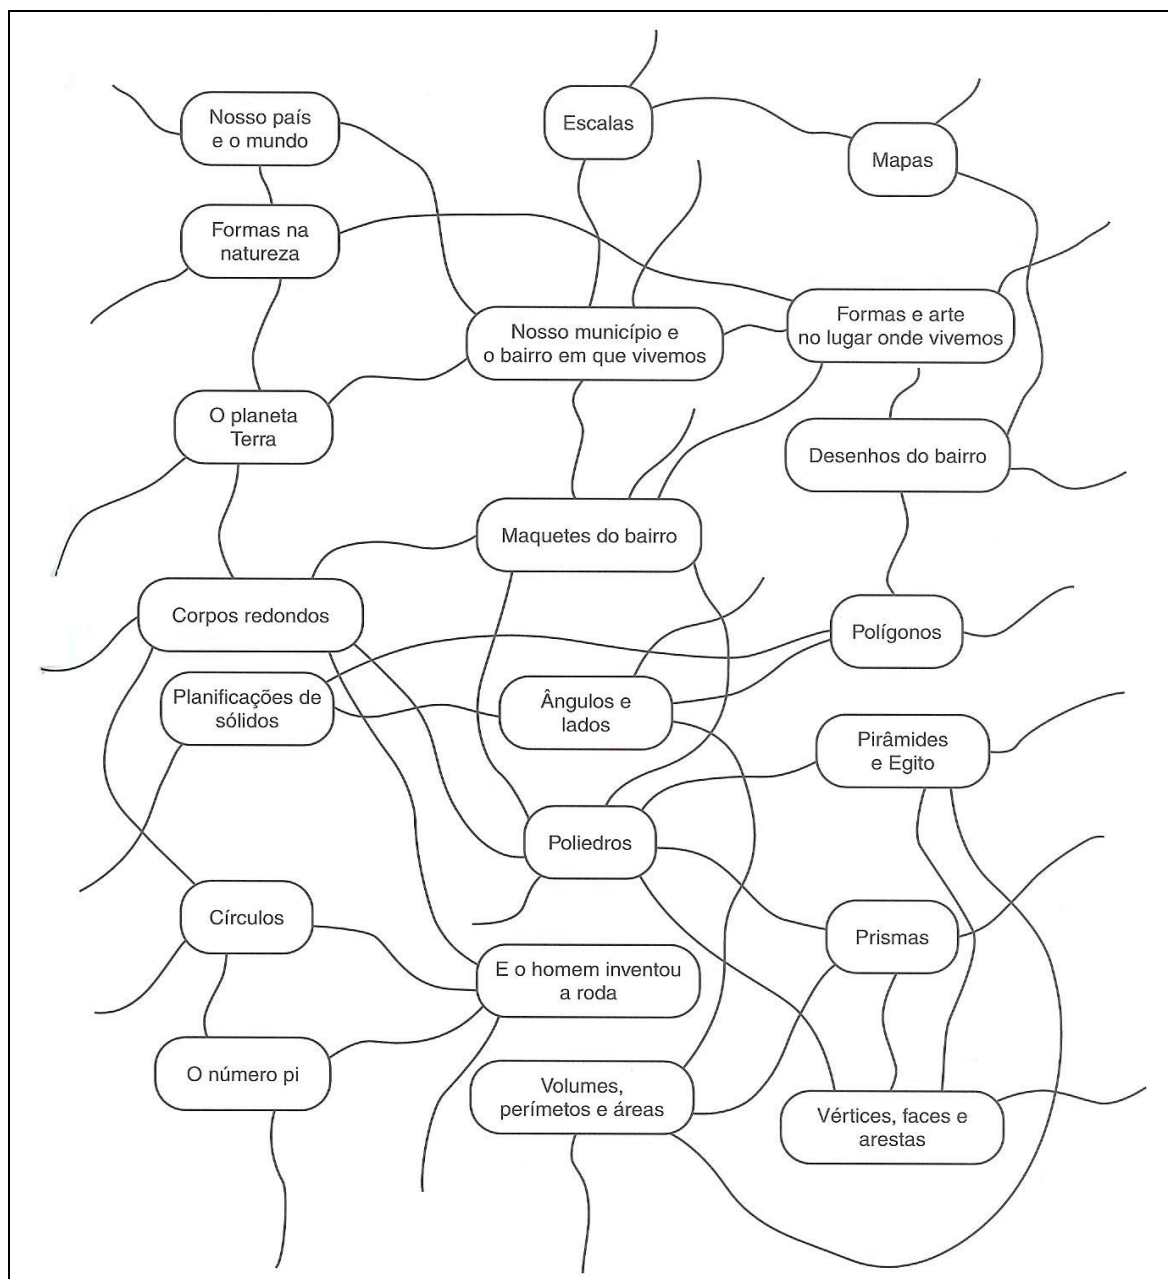 Nosso país
e o mundo
Escalas
Mapas
Formas na
natureza
Nosso município e
o bairro em que vivemos
Formas e arte
no lugar onde vivemos
O planeta
Terra
Desenhos do bairro
Maquetes do bairro
Corpos redondos
Polígonos
Planificações de
sólidos
Ângulos e
lados
Pirâmides
e Egito
Poliedros
Círculos
Prismas
E o homem inventou
a roda
O número pi
Volumes,
perímetos e áreas
Vértices, faces e
arestas